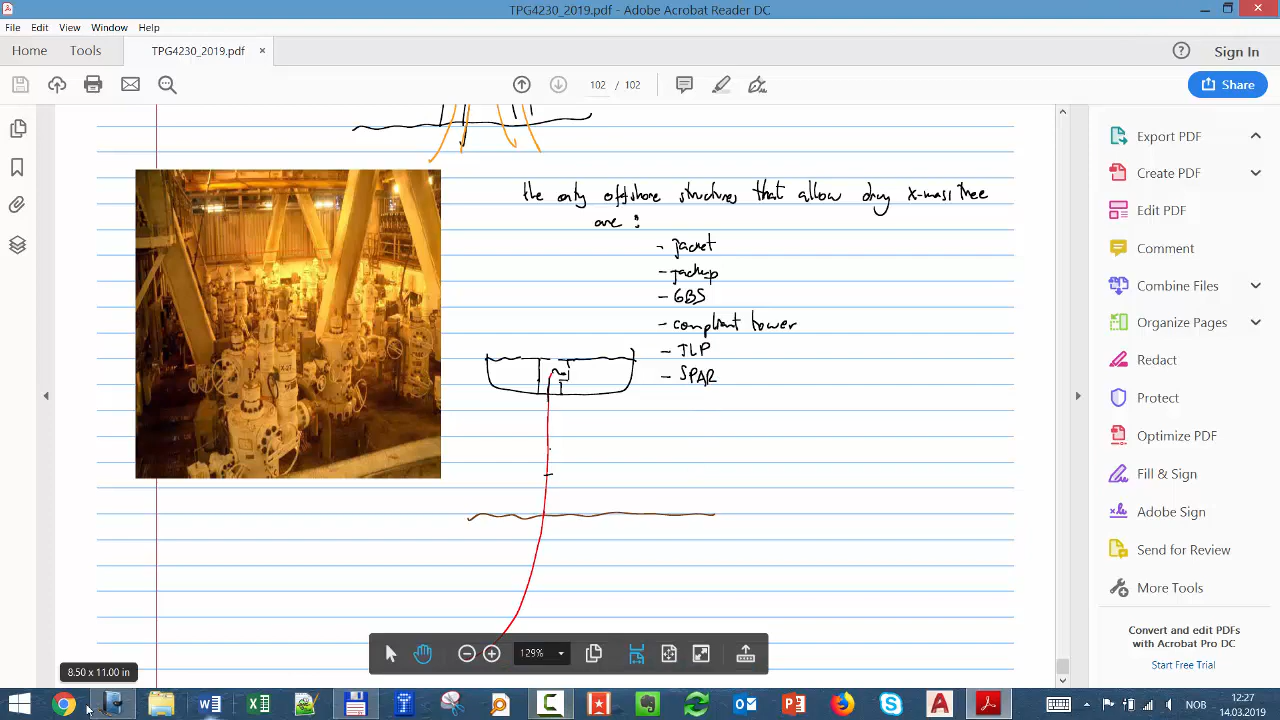 TPG4230_2019.pdf - Adobe Acrobat Reader DC
File Edit View Window Help
Home Tools TPG4230_2019.pdf × Sign In
102 / 102 Share
the only offshore structures that allow dry X-mass tree
are :
- jacket
- jackup
- GBS
- compliant tower
- TLP
- SPAR
Export PDF
Create PDF
Edit PDF
Comment
Combine Files
Organize Pages
Redact
Protect
Optimize PDF
Fill & Sign
Adobe Sign
Send for Review
More Tools
Convert and edit PDFs
with Acrobat Pro DC
Start Free Trial
129%
8.50 x 11.00 in
NOB
12:27
14.03.2019